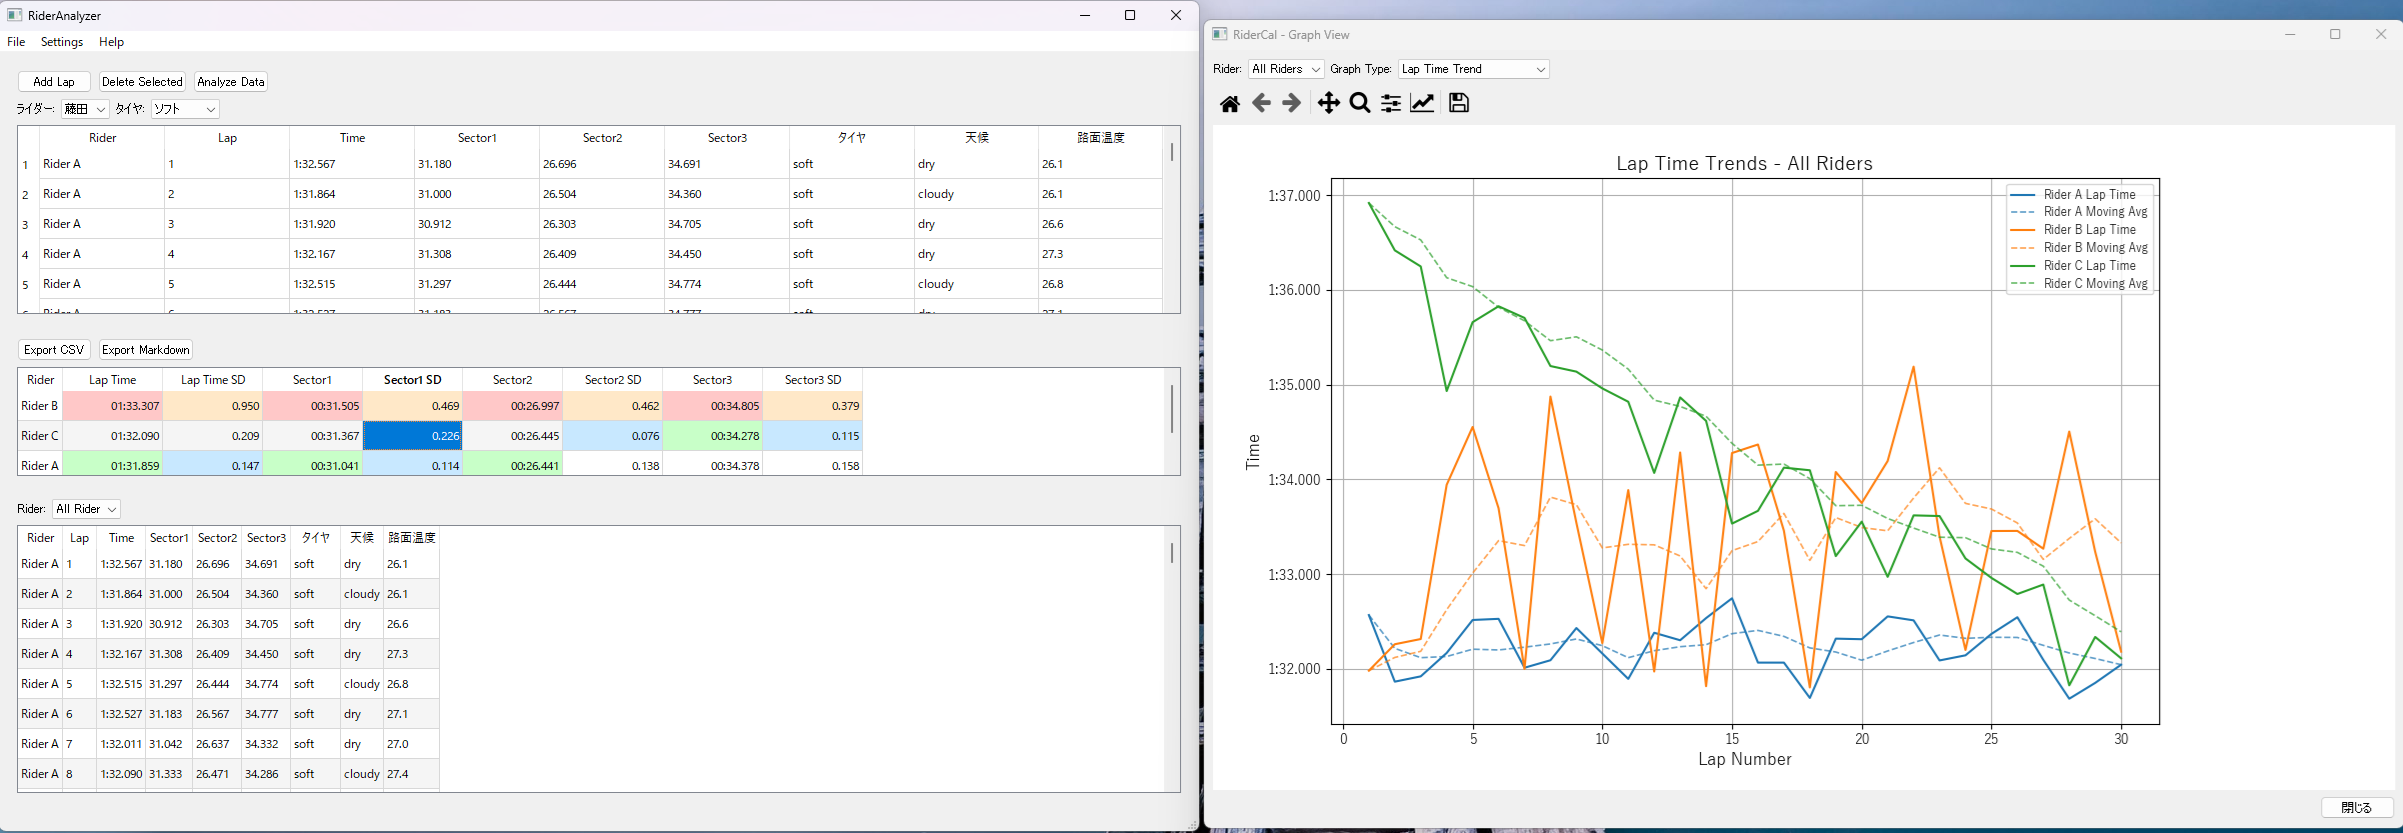 RiderAnalyzer
File Settings Help
Add Lap Delete Selected Analyze Data
ライダー: 藤田 タイヤ: ソフト
Rider Lap Time Sector1 Sector2 Sector3 タイヤ 天候 路面温度
1 Rider A 1 1:32.567 31.180 26.696 34.691 soft dry 26.1
2 Rider A 2 1:31.864 31.000 26.504 34.360 soft cloudy 26.1
3 Rider A 3 1:31.920 30.912 26.303 34.705 soft dry 26.6
4 Rider A 4 1:32.167 31.308 26.409 34.450 soft dry 27.3
5 Rider A 5 1:32.515 31.297 26.444 34.774 soft cloudy 26.8
6 Rider A 6 1:32.527 31.183 26.567 34.777 soft dry 27.1
Export CSV Export Markdown
Rider Lap Time Lap Time SD Sector1 Sector1 SD Sector2 Sector2 SD Sector3 Sector3 SD
Rider B 01:33.307 0.950 00:31.505 0.469 00:26.997 0.462 00:34.805 0.379
Rider C 01:32.090 0.209 00:31.367 0.226 00:26.445 0.076 00:34.278 0.115
Rider A 01:31.859 0.147 00:31.041 0.114 00:26.441 0.138 00:34.378 0.158
Rider: All Rider
Rider Lap Time Sector1 Sector2 Sector3 タイヤ 天候 路面温度
Rider A 1 1:32.567 31.180 26.696 34.691 soft dry 26.1
Rider A 2 1:31.864 31.000 26.504 34.360 soft cloudy 26.1
Rider A 3 1:31.920 30.912 26.303 34.705 soft dry 26.6
Rider A 4 1:32.167 31.308 26.409 34.450 soft dry 27.3
Rider A 5 1:32.515 31.297 26.444 34.774 soft cloudy 26.8
Rider A 6 1:32.527 31.183 26.567 34.777 soft dry 27.1
Rider A 7 1:32.011 31.042 26.637 34.332 soft dry 27.0
Rider A 8 1:32.090 31.333 26.471 34.286 soft cloudy 27.4
RiderCal - Graph View
Rider: All Riders Graph Type: Lap Time Trend
Lap Time Trends - All Riders
1:37.000
1:36.000
1:35.000
1:34.000
1:33.000
1:32.000
Time
Rider A Lap Time
Rider A Moving Avg
Rider B Lap Time
Rider B Moving Avg
Rider C Lap Time
Rider C Moving Avg
0 5 10 15 20 25 30
Lap Number
閉じる